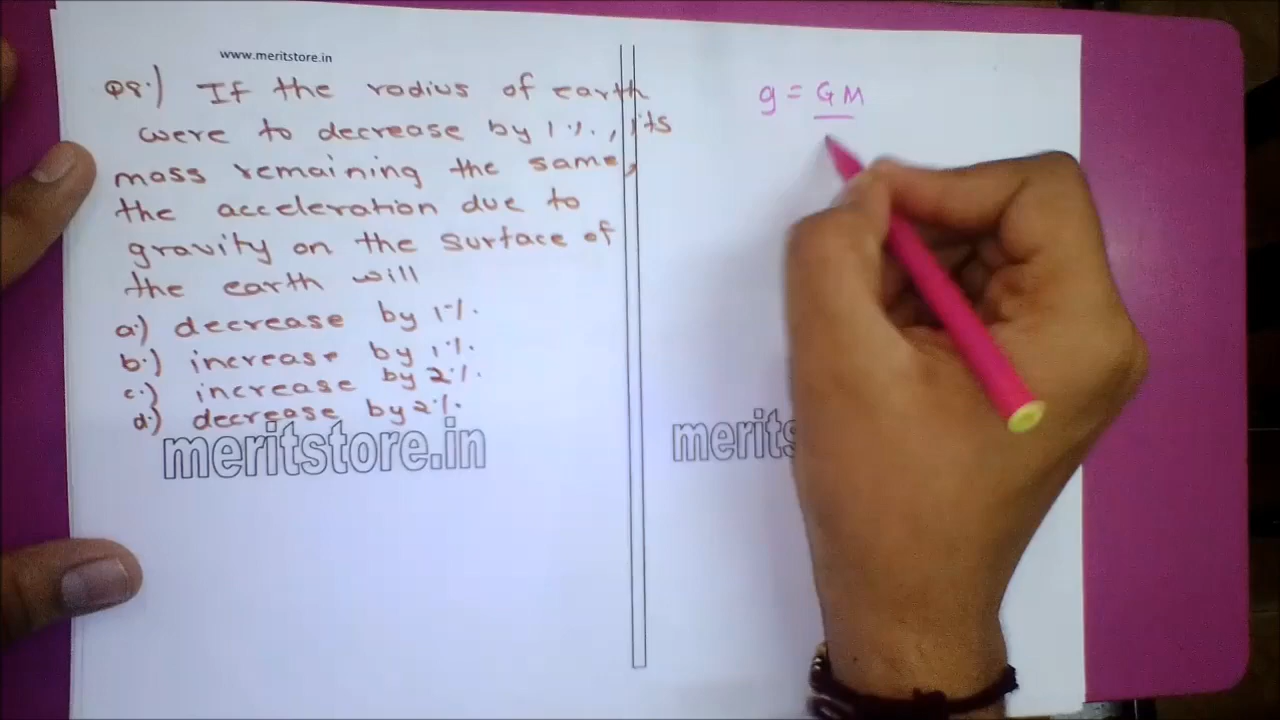 www.meritstore.in
Q8.) If the radius of earth
were to decrease by 1%, its
mass remaining the same,
the acceleration due to
gravity on the surface of
the earth will
a.) decrease by 1%.
b.) increase by 1%.
c.) increase by 2%.
d.) decrease by 2%.
meritstore.in
g = GM
merits